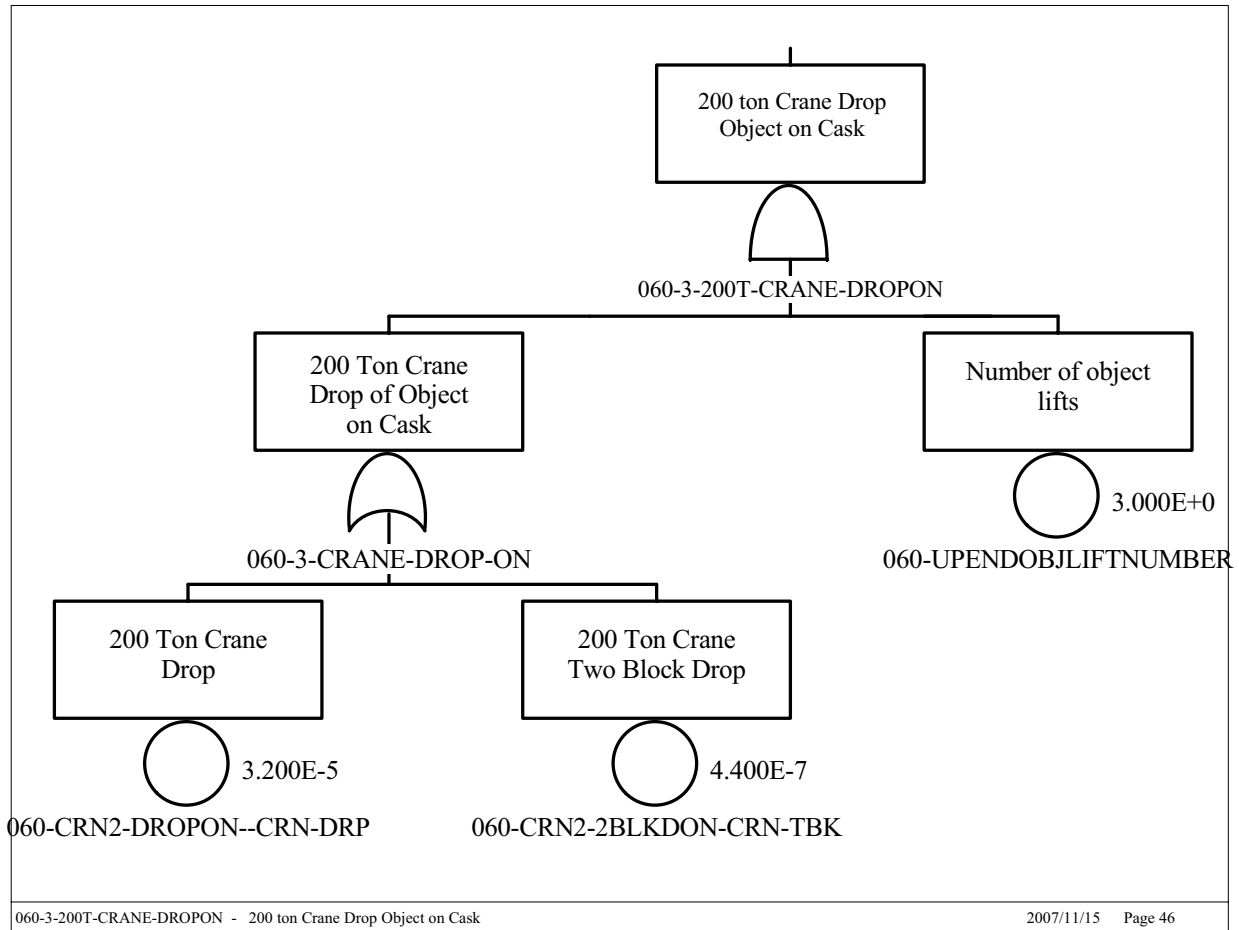 200 ton Crane Drop
Object on Cask
060-3-200T-CRANE-DROPON
200 Ton Crane
Drop of Object
on Cask
Number of object
lifts
060-3-CRANE-DROP-ON
3.000E+0
060-UPENDOBJLIFTNUMBER
200 Ton Crane
Drop
200 Ton Crane
Two Block Drop
3.200E-5
4.400E-7
060-CRN2-DROPON--CRN-DRP
060-CRN2-2BLKDON-CRN-TBK
060-3-200T-CRANE-DROPON - 200 ton Crane Drop Object on Cask
2007/11/15 Page 46